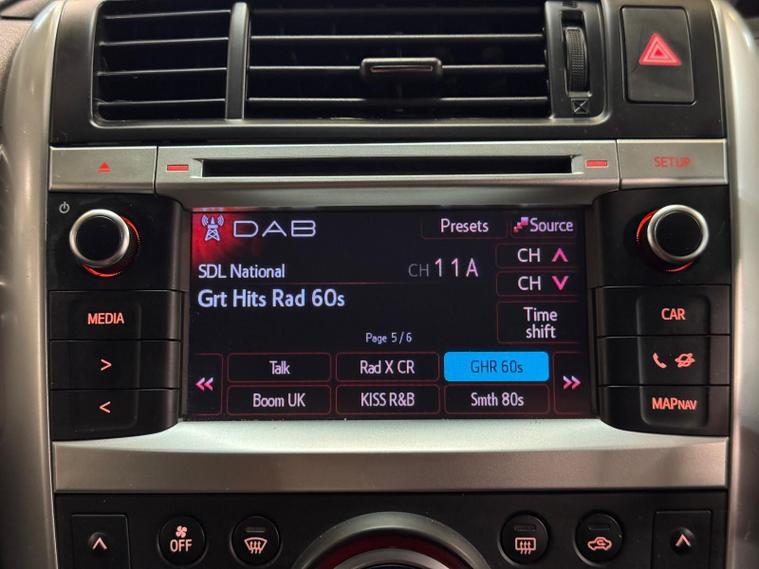 SETUP
DAB
Presets
Source
SDL National
CH 11A
CH
CH
Grt Hits Rad 60s
Time
shift
Page 5/6
Talk
Rad X CR
GHR 60s
Boom UK
KISS R&B
Smth 80s
MEDIA
CAR
MAPNAV
OFF